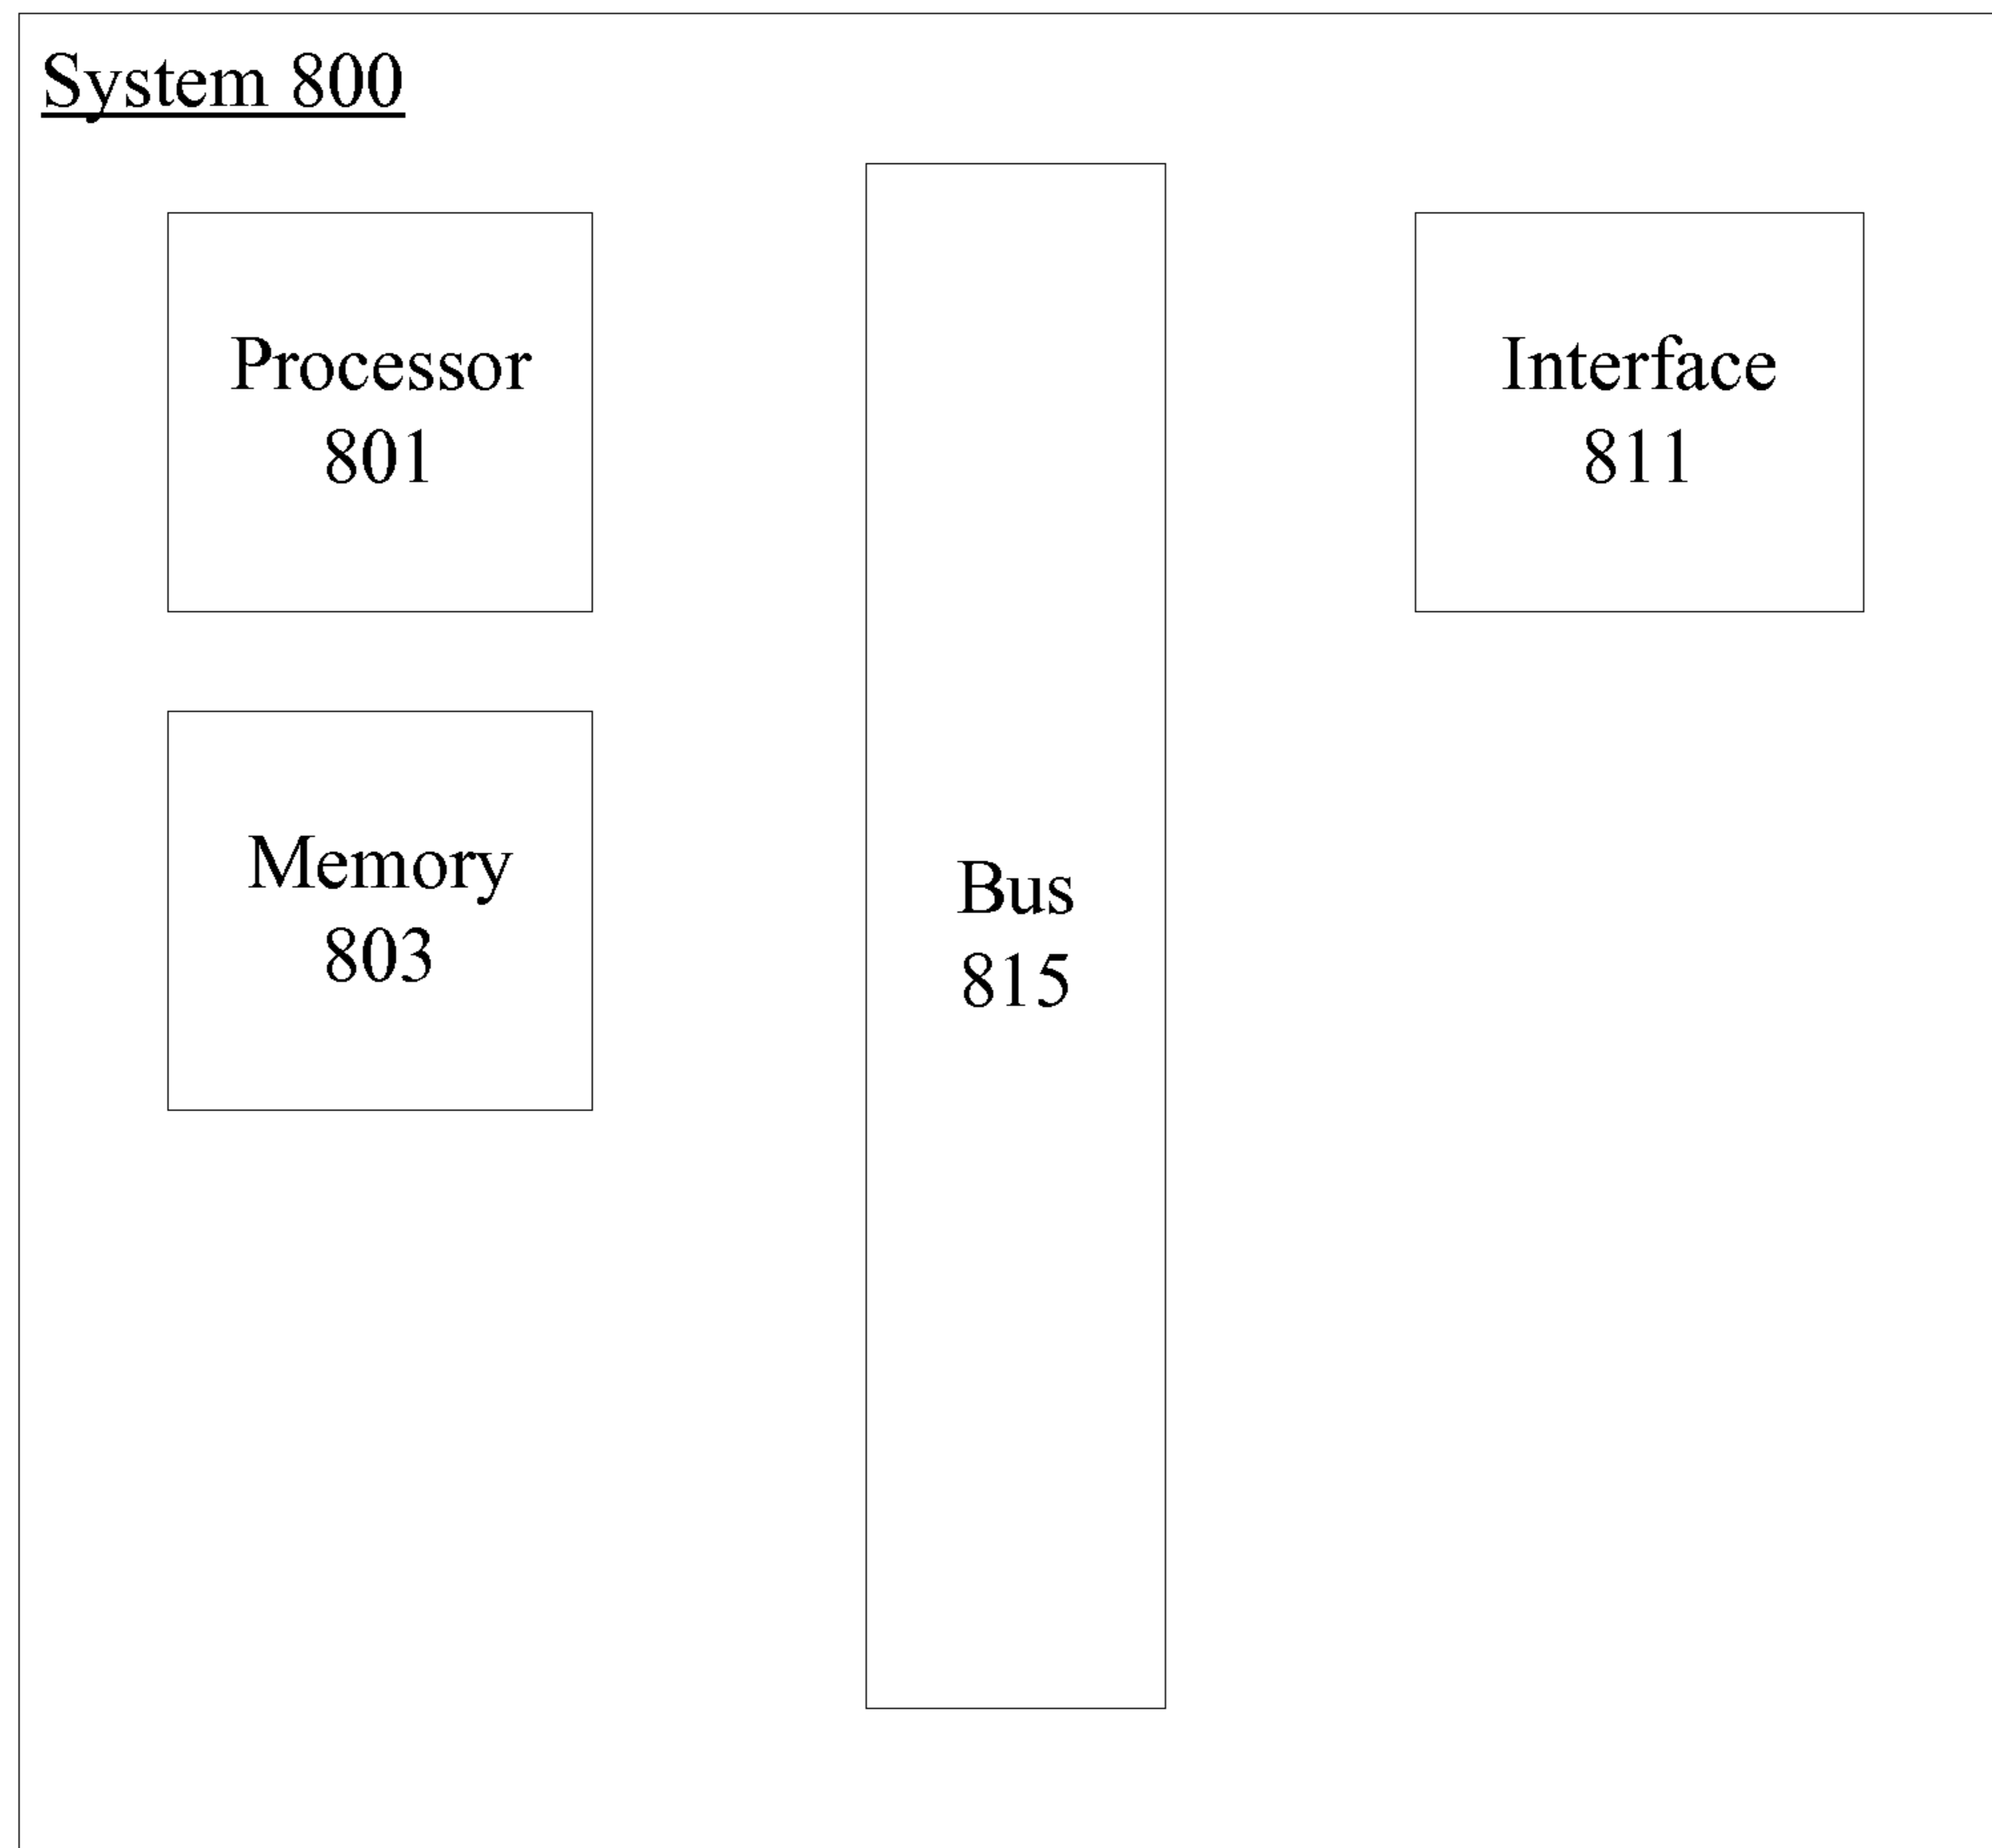 System 800
Processor
801
Interface
811
Memory
803
Bus
815